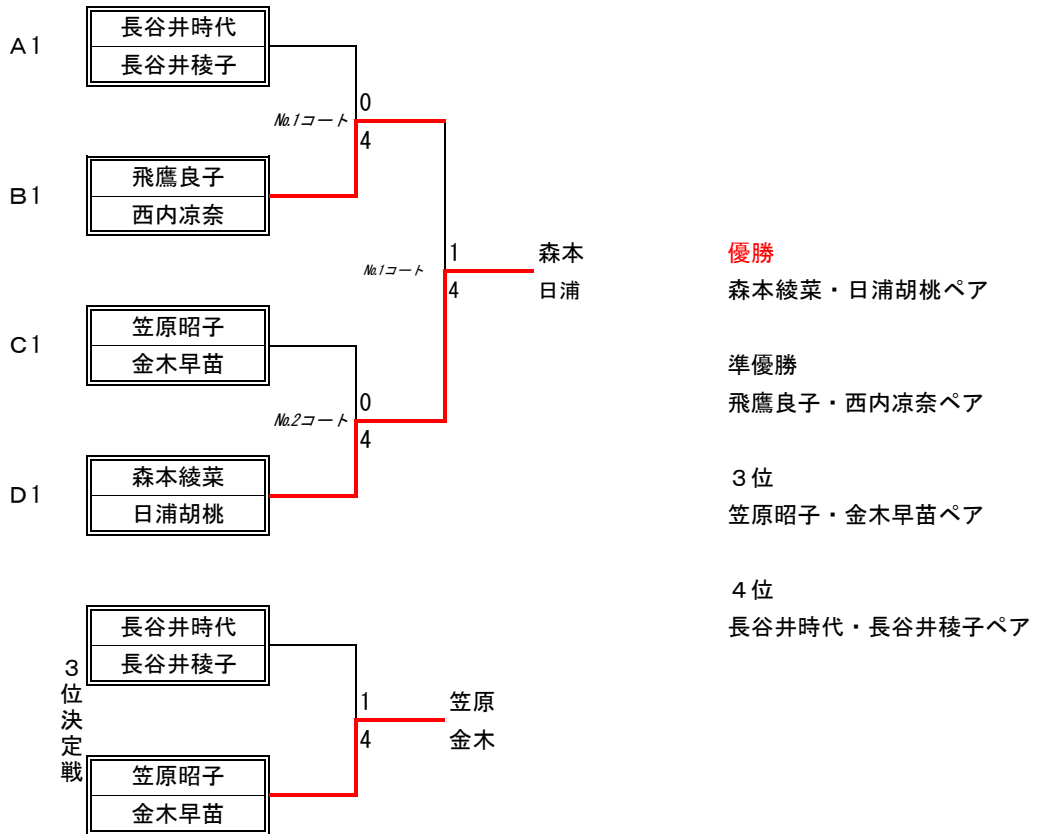 A1
長谷井時代
長谷井稜子
0
№1コート
4
B1
飛鷹良子
西内凉奈
1
森本
№1コート
4
日浦
C1
笠原昭子
金木早苗
0
№2コート
4
D1
森本綾菜
日浦胡桃
優勝
森本綾菜・日浦胡桃ペア
準優勝
飛鷹良子・西内凉奈ペア
３位
笠原昭子・金木早苗ペア
４位
長谷井時代・長谷井稜子ペア
３位決定戦
長谷井時代
長谷井稜子
1
笠原
4
金木
笠原昭子
金木早苗